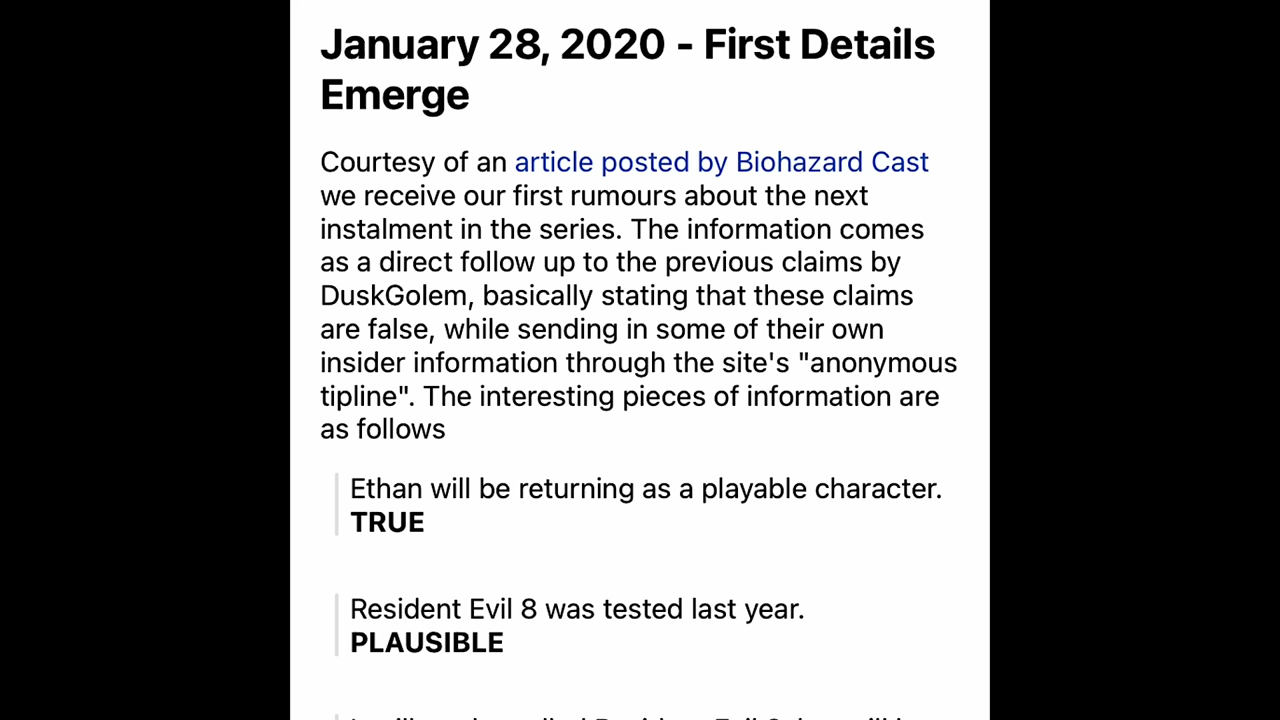 January 28, 2020 - First Details
Emerge
Courtesy of an article posted by Biohazard Cast
we receive our first rumours about the next
instalment in the series. The information comes
as a direct follow up to the previous claims by
DuskGolem, basically stating that these claims
are false, while sending in some of their own
insider information through the site's "anonymous
tipline". The interesting pieces of information are
as follows
Ethan will be returning as a playable character.
TRUE
Resident Evil 8 was tested last year.
PLAUSIBLE